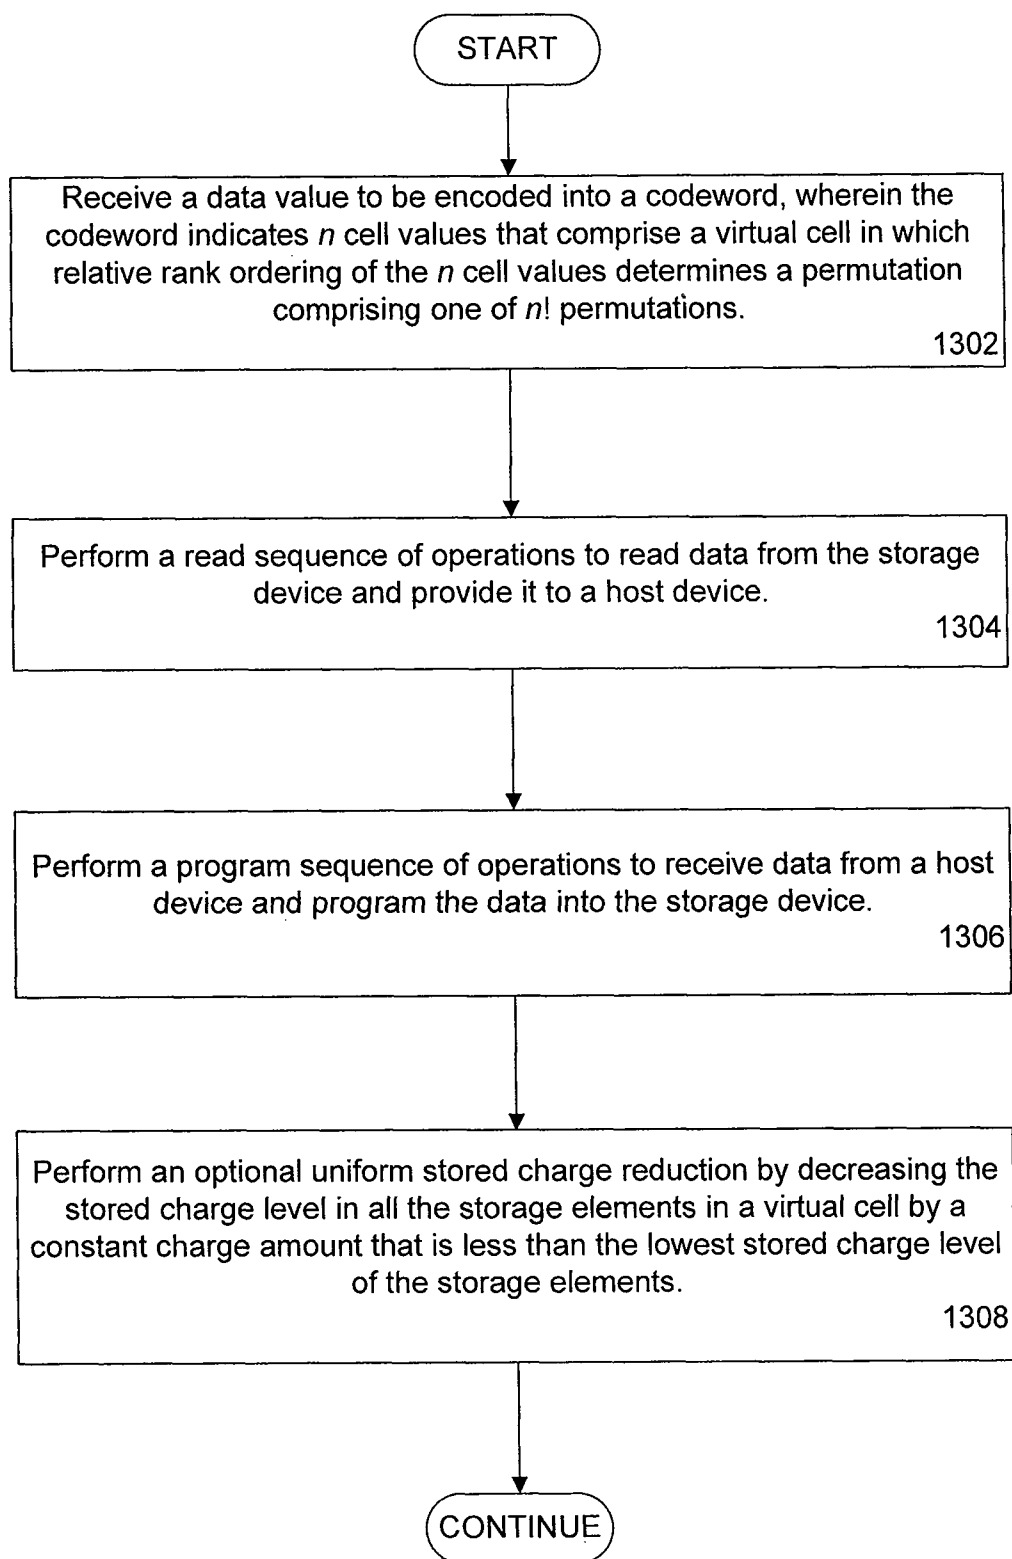 START
Receive a data value to be encoded into a codeword, wherein the
codeword indicates n cell values that comprise a virtual cell in which
relative rank ordering of the n cell values determines a permutation
comprising one of n! permutations.
1302
Perform a read sequence of operations to read data from the storage
device and provide it to a host device.
1304
Perform a program sequence of operations to receive data from a host
device and program the data into the storage device.
1306
Perform an optional uniform stored charge reduction by decreasing the
stored charge level in all the storage elements in a virtual cell by a
constant charge amount that is less than the lowest stored charge level
of the storage elements.
1308
CONTINUE